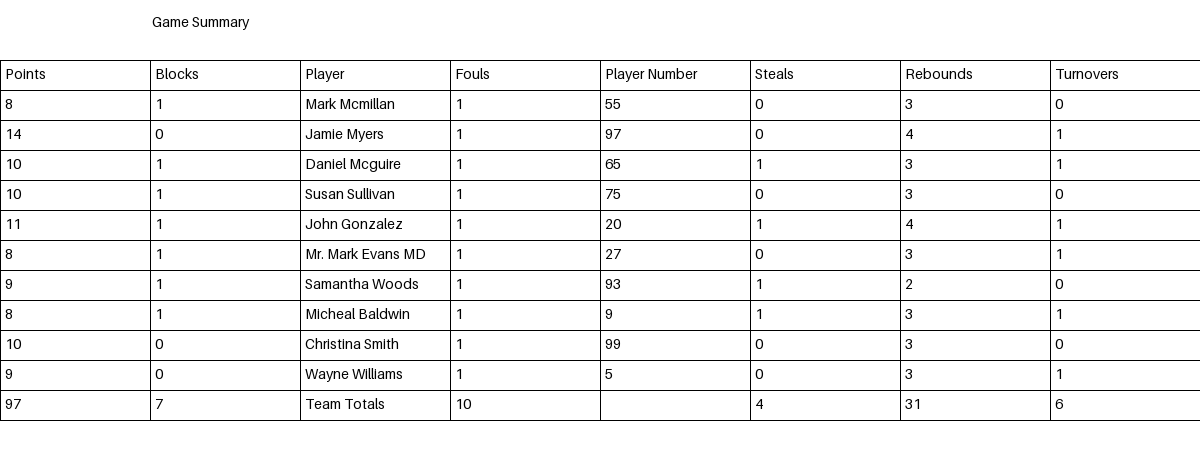 Game Summary
Points Blocks Player Fouls Player Number Steals Rebounds Turnovers
8 1 Mark Mcmillan 1 55 0 3 0
14 0 Jamie Myers 1 97 0 4 1
10 1 Daniel Mcguire 1 65 1 3 1
10 1 Susan Sullivan 1 75 0 3 0
11 1 John Gonzalez 1 20 1 4 1
8 1 Mr. Mark Evans MD 1 27 0 3 1
9 1 Samantha Woods 1 93 1 2 0
8 1 Micheal Baldwin 1 9 1 3 1
10 0 Christina Smith 1 99 0 3 0
9 0 Wayne Williams 1 5 0 3 1
97 7 Team Totals 10 4 31 6